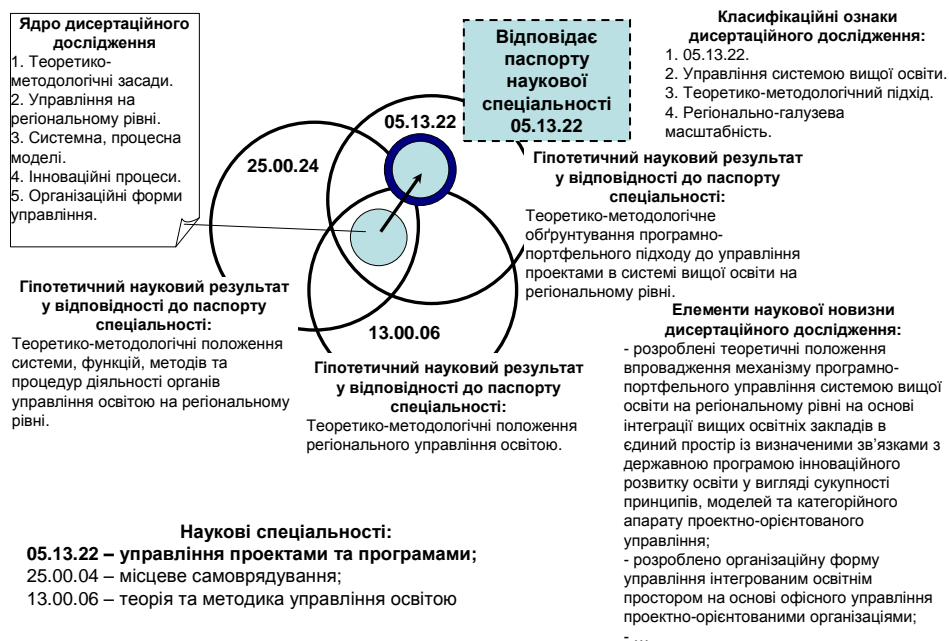 Ядро дисертаційного
дослідження
1. Теоретико-
методологічні засади.
2. Управління на
регіональному рівні.
3. Системна, процесна
моделі.
4. Інноваційні процеси.
5. Організаційні форми
управління.
25.00.24
05.13.22
13.00.06
Відповідає
паспорту
наукової
спеціальності
05.13.22
Класифікаційні ознаки
дисертаційного дослідження:
1. 05.13.22.
2. Управління системою вищої освіти.
3. Теоретико-методологічний підхід.
4. Регіонально-галузева
масштабність.
Гіпотетичний науковий результат
у відповідності до паспорту
спеціальності:
Теоретико-методологічне
обґрунтування програмно-
портфельного підходу до управління
проектами в системі вищої освіти на
регіональному рівні.
Гіпотетичний науковий результат
у відповідності до паспорту
спеціальності:
Теоретико-методологічні положення
системи, функцій, методів та
процедур діяльності органів
управління освітою на регіональному
рівні.
Гіпотетичний науковий результат
у відповідності до паспорту
спеціальності:
Теоретико-методологічні положення
регіонального управління освітою.
Елементи наукової новизни
дисертаційного дослідження:
- розроблені теоретичні положення
впровадження механізму програмно-
портфельного управління системою вищої
освіти на регіональному рівні на основі
інтеграції вищих освітніх закладів в
єдиний простір із визначеними зв’язками з
державною програмою інноваційного
розвитку освіти у вигляді сукупності
принципів, моделей та категорійного
апарату проектно-орієнтованого
управління;
- розроблено організаційну форму
управління інтегрованим освітнім
простором на основі офісного управління
проектно-орієнтованими організаціями;
- ...
Наукові спеціальності:
05.13.22 – управління проектами та програмами;
25.00.04 – місцеве самоврядування;
13.00.06 – теорія та методика управління освітою